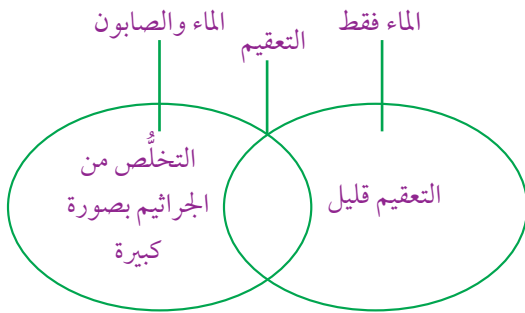 الماء فقط
التعقيم
الماء والصابون
التعقيم قليل
التخلُّص من
الجراثيم بصورة
كبيرة